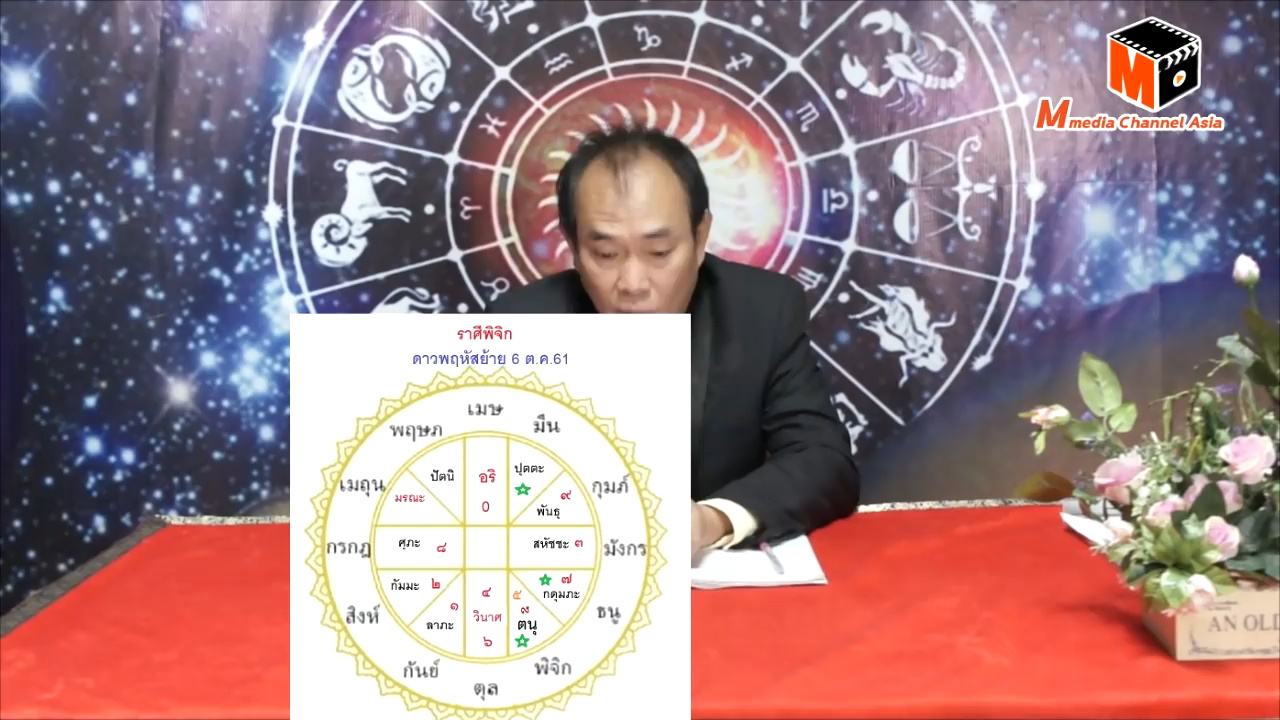 M media Channel Asia
ราศีพิจิก
ดาวพฤหัสย้าย 6 ต.ค.61
เมษ
พฤษภ
มีน
เมถุน
กุมภ์
ปัตนิ
อริ
ปุตตะ
มรณะ
0
๙
พันธุ
กรกฎ
ศุภะ ๘
สหัชชะ ๓
มังกร
กัมมะ ๒
๗
กดุมภะ
๑
ลาภะ
๔
วินาศ
๖
๕
๙
ตนุ
สิงห์
ธนู
กันย์
ตุล
พิจิก
AN OLD